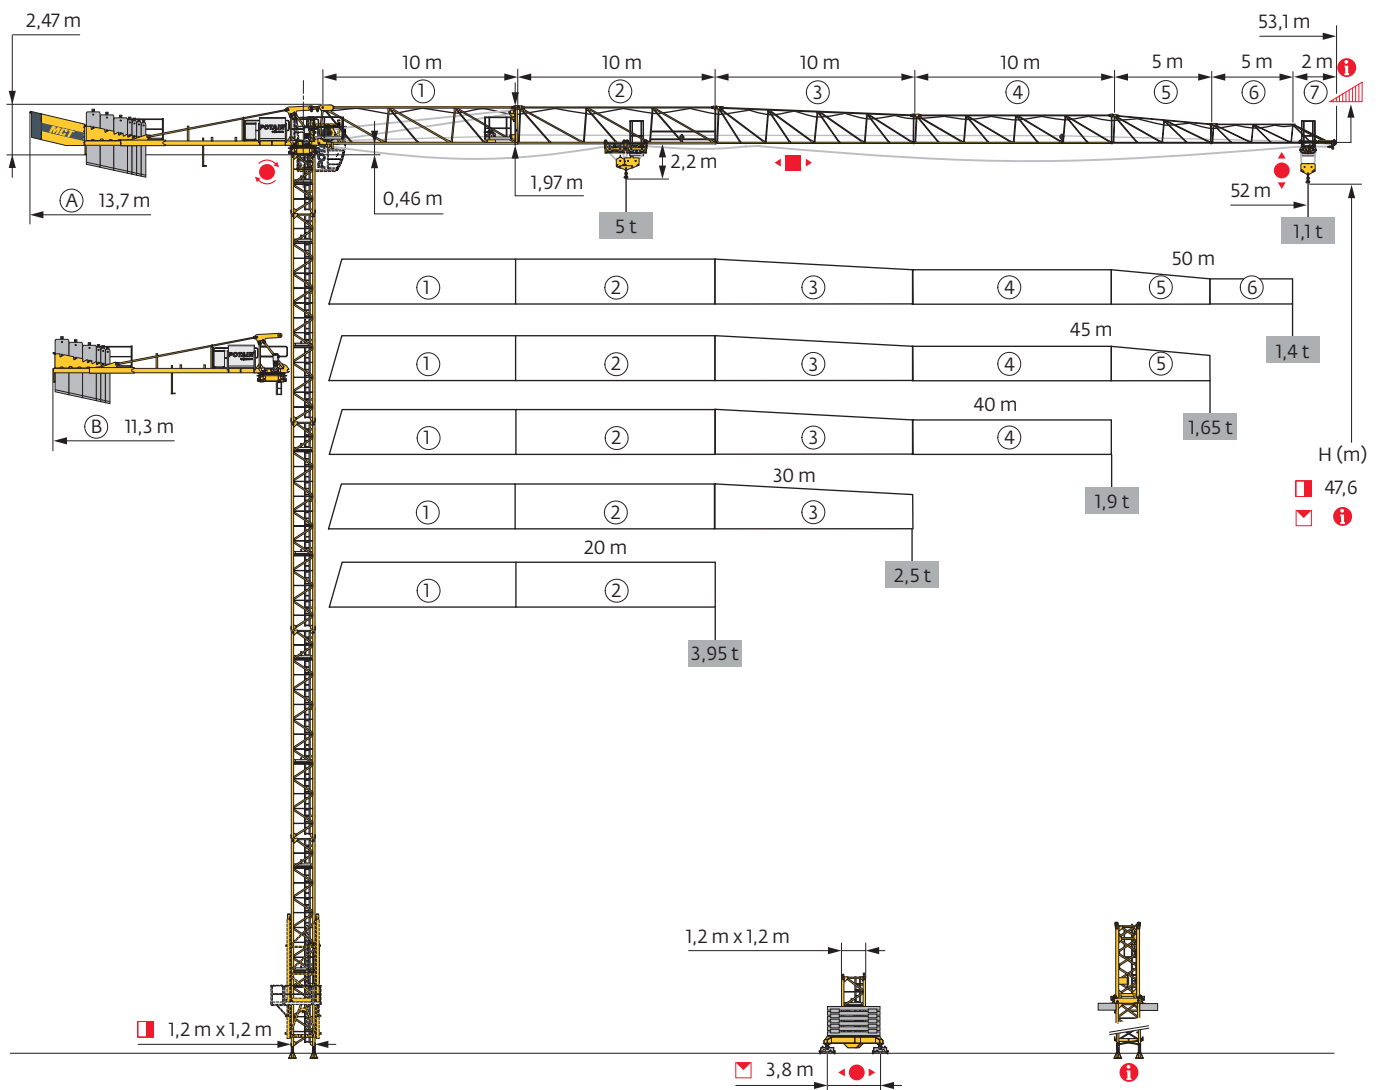 2,47 m
53,1 m
10 m 10 m 10 m 10 m 5 m 5 m 2 m i
1 2 3 4 5 6 7
MCT
POTAIN
2,2 m
1,97 m
0,46 m
A 13,7 m
52 m
5 t
1,1 t
50 m
1 2 3 4 5 6
1,4 t
45 m
1 2 3 4 5
1,65 t
POTAIN
B 11,3 m
40 m
1 2 3 4
1,9 t
H (m)
47,6
i
30 m
1 2 3
2,5 t
20 m
1 2
3,95 t
1,2 m x 1,2 m
1,2 m x 1,2 m
3,8 m
i